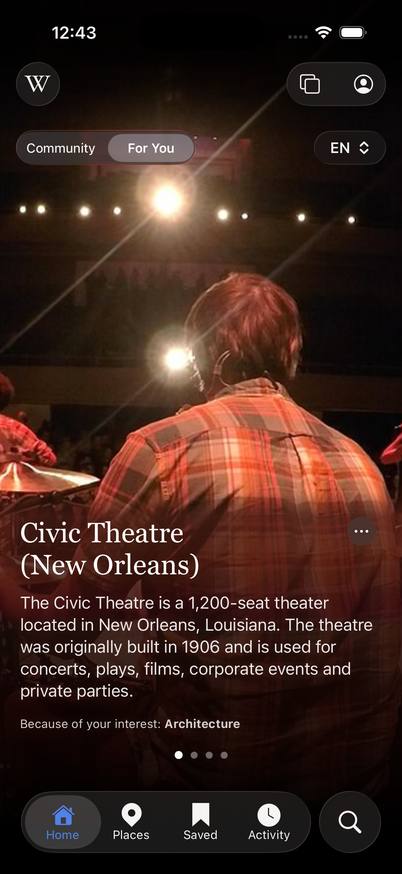 12:43
W
Community
For You
EN
Civic Theatre
(New Orleans)
The Civic Theatre is a 1,200-seat theater
located in New Orleans, Louisiana. The theatre
was originally built in 1906 and is used for
concerts, plays, films, corporate events and
private parties.
Because of your interest: Architecture
Home
Places
Saved
Activity